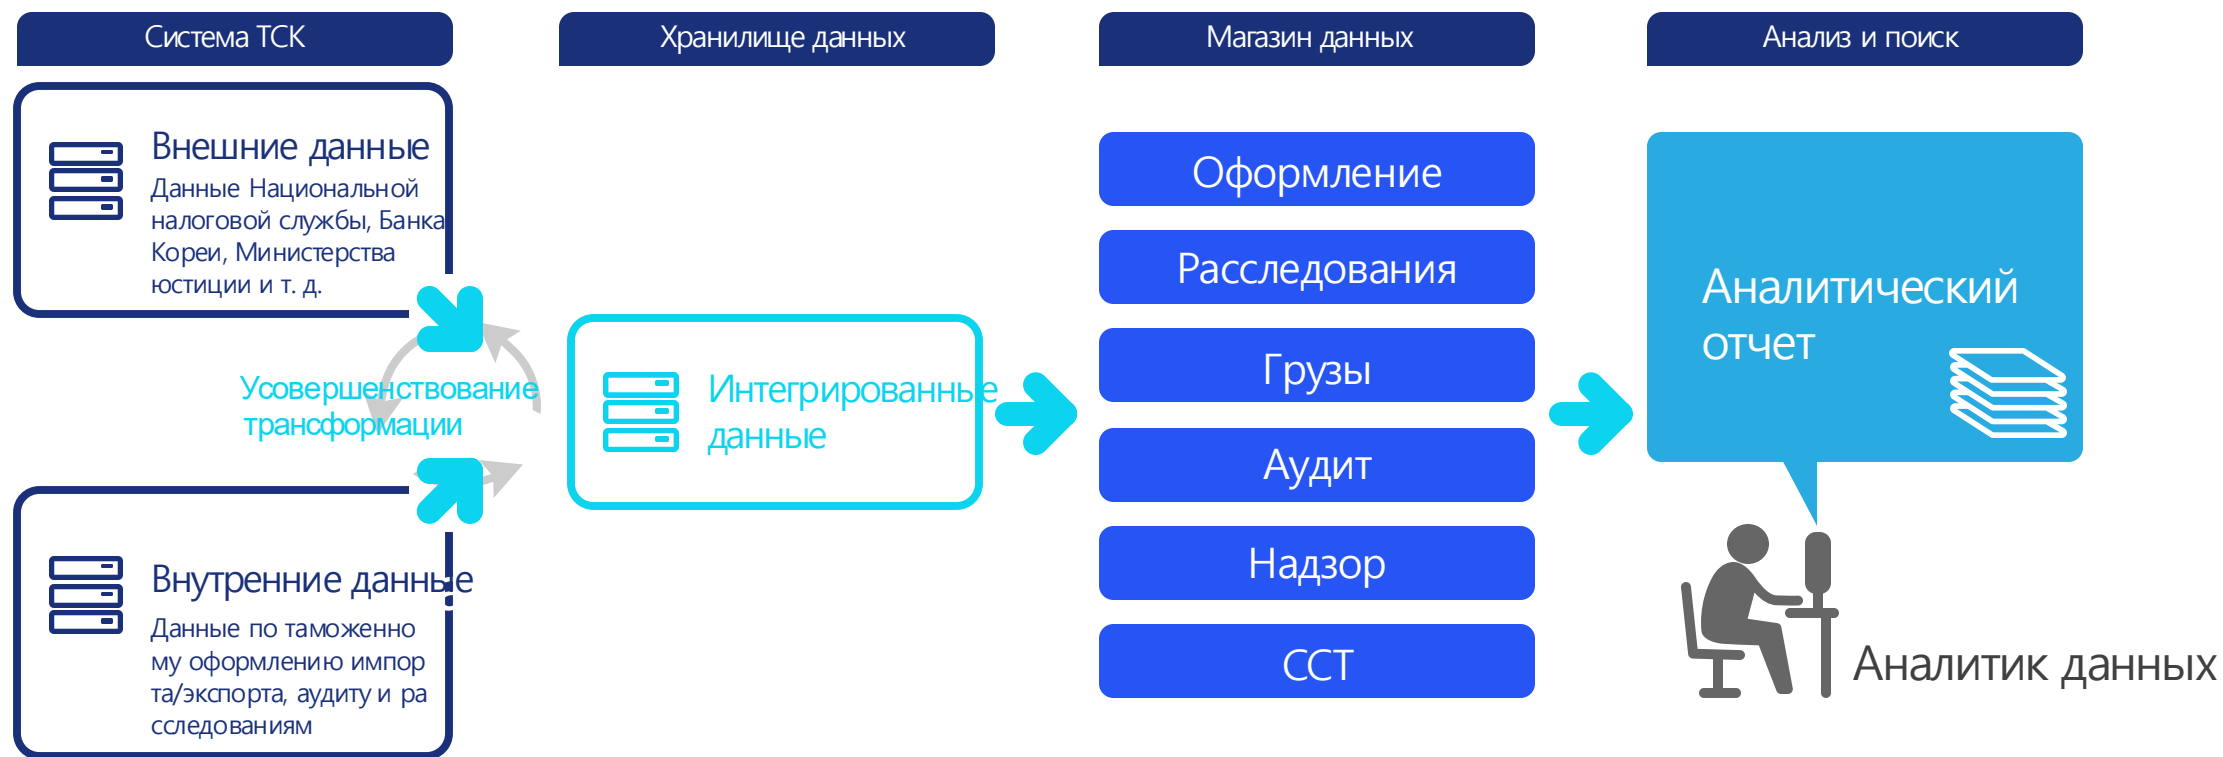 Система ТСК
Хранилище данных
Магазин данных
Анализ и поиск
Внешние данные
Данные Национальной
налоговой службы, Банка
Кореи, Министерства
юстиции и т. д.
Усовершенствование
трансформации
Внутренние данные
Данные по таможенно
му оформлению импор
та/экспорта, аудиту и ра
сследованиям
Интегрированные
данные
Оформление
Расследования
Грузы
Аудит
Надзор
ССТ
Аналитический
отчет
Аналитик данных